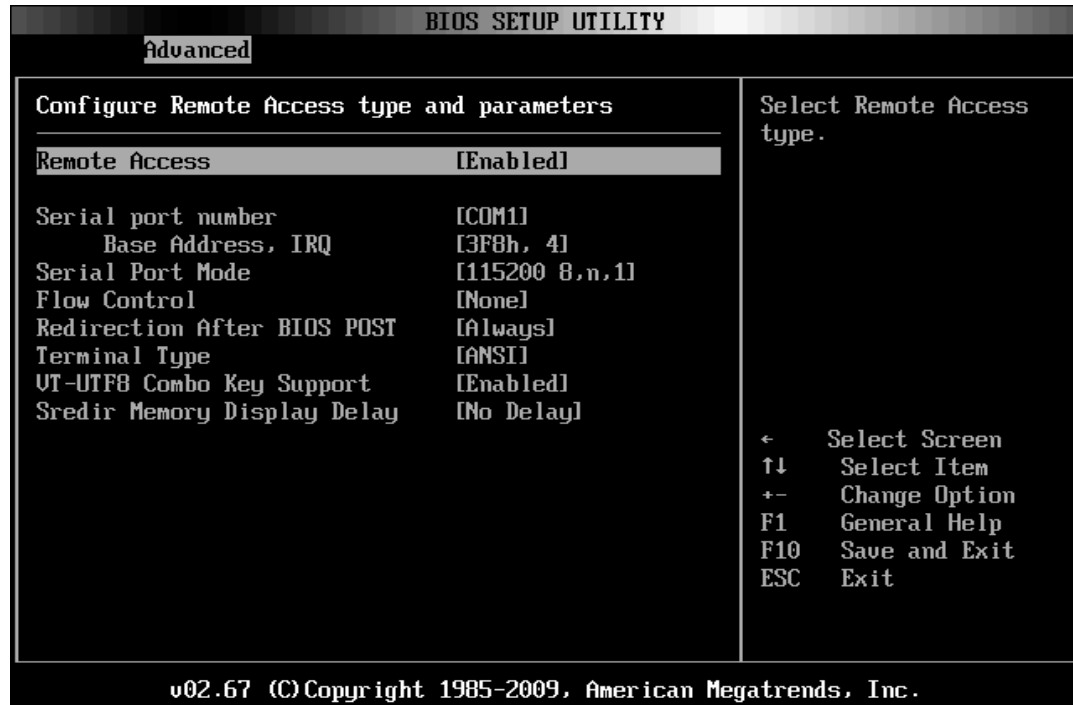 BIOS SETUP UTILITY
Advanced
Configure Remote Access type and parameters
Remote Access [Enabled]
Serial port number [COM1]
Base Address, IRQ [3F8h, 4]
Serial Port Mode [115200 8,n,1]
Flow Control [None]
Redirection After BIOS POST [Always]
Terminal Type [ANSI]
VT-UTF8 Combo Key Support [Enabled]
Sredir Memory Display Delay [No Delay]
Select Remote Access
type.
← Select Screen
↑↓ Select Item
+- Change Option
F1 General Help
F10 Save and Exit
ESC Exit
v02.67 (C)Copyright 1985-2009, American Megatrends, Inc.